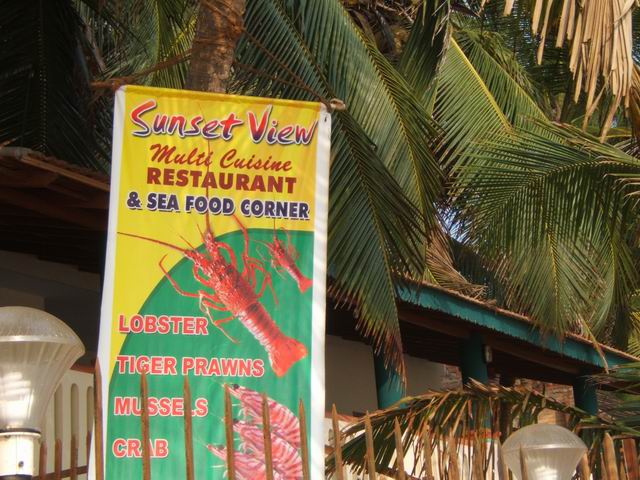 Sunset View
Multi Cuisine
RESTAURANT
& SEA FOOD CORNER
LOBSTER
TIGER PRAWNS
MUSSELS
CRAB